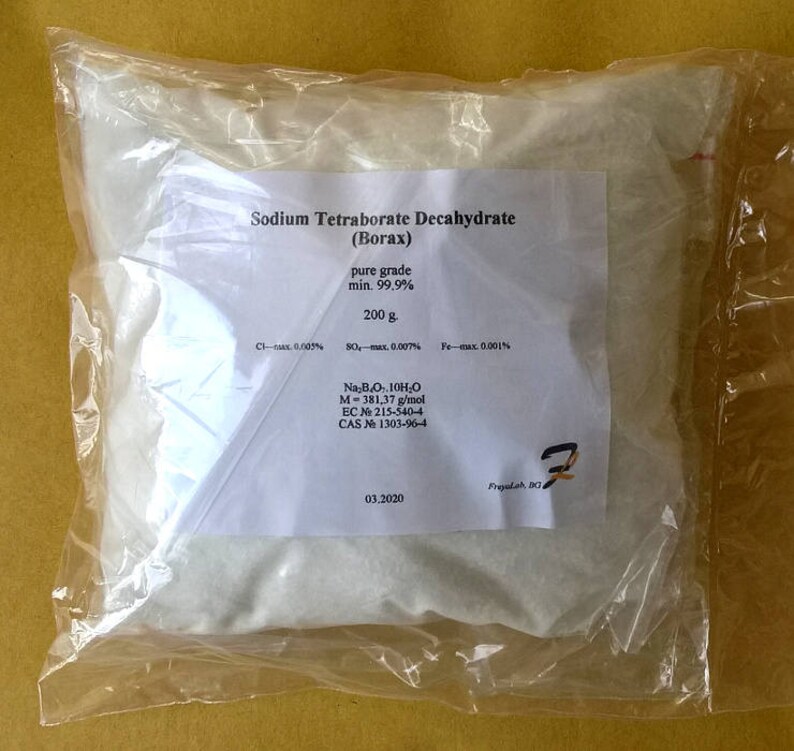 Sodium Tetraborate Decahydrate
(Borax)
pure grade
min. 99.9%
200 g.
Cl—max. 0.005% SO₄—max. 0.007% Fe—max. 0.001%
Na₂B₄O₇.10H₂O
M = 381,37 g/mol
EC № 215-540-4
CAS № 1303-96-4
FreyaLab, BG
03.2020